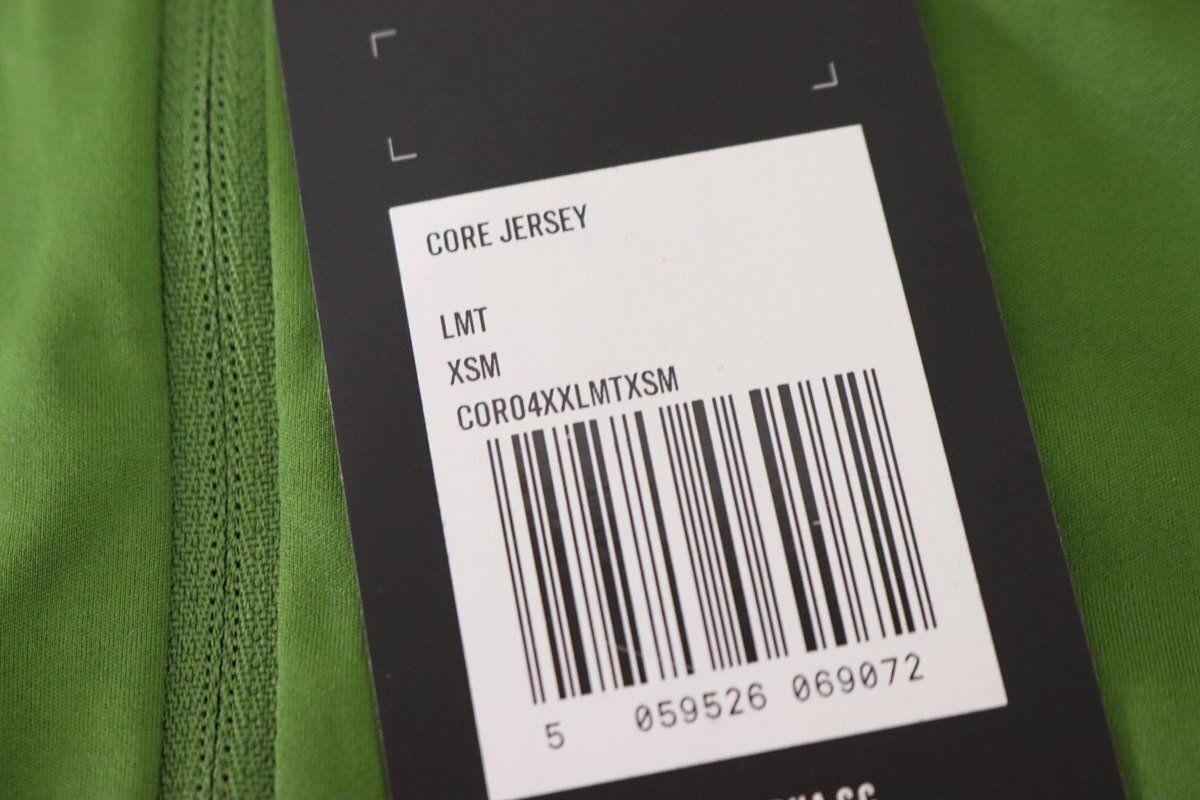 CORE JERSEY
LMT
XSM
COR04XXLMTXSM
5 059526 069072